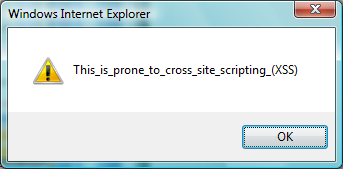 Windows Internet Explorer
This_is_prone_to_cross_site_scripting_(XSS)
OK